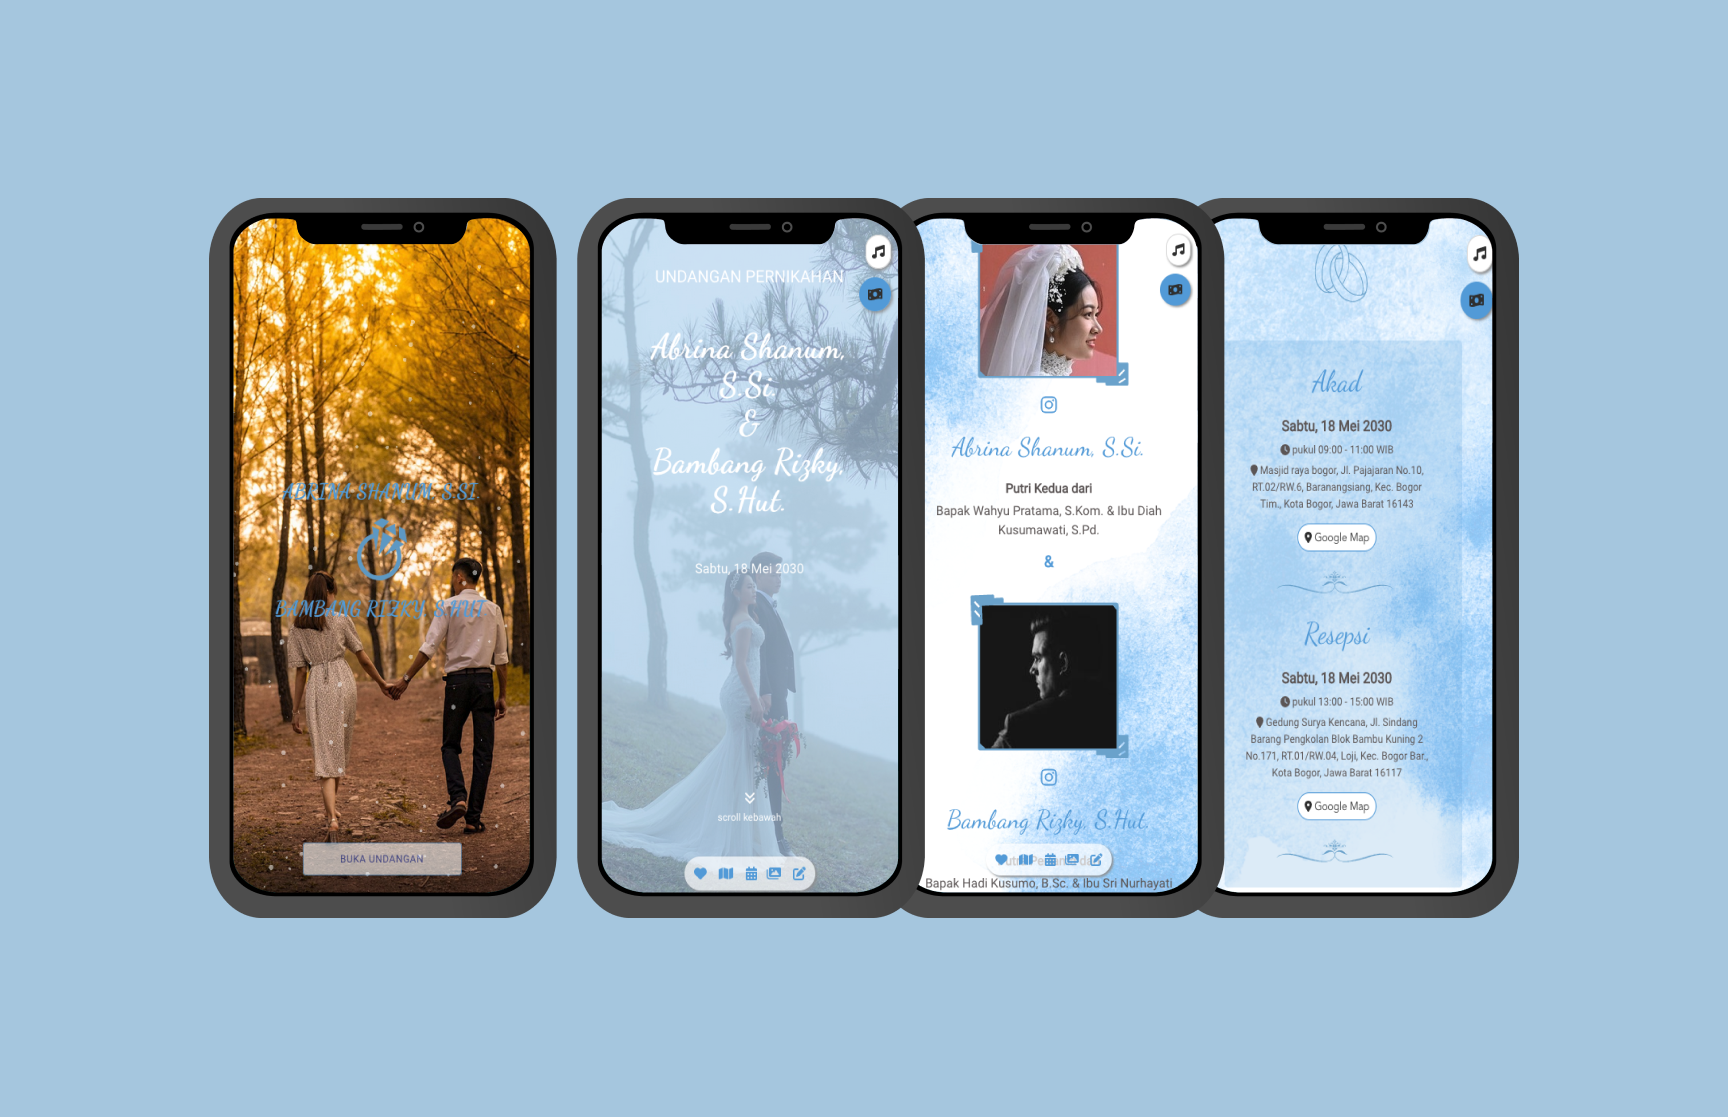 ABRINA SHANUM, S.SI.
BAMBANG RIZKY, S.HUT.
BUKA UNDANGAN
UNDANGAN PERNIKAHAN
Abrina Shanum,
S.Si.
&
Bambang Rizky,
S.Hut.
Sabtu, 18 Mei 2030
scroll kebawah
Abrina Shanum, S.Si.
Putri Kedua dari
Bapak Wahyu Pratama, S.Kom. & Ibu Diah
Kusumawati, S.Pd.
&
Bambang Rizky, S.Hut.
Bapak Hadi Kusumo, B.Sc. & Ibu Sri Nurhayati
Akad
Sabtu, 18 Mei 2030
pukul 09:00 - 11:00 WIB
Masjid raya bogor, Jl. Pajajaran No.10,
RT.02/RW.6, Baranangsiang, Kec. Bogor
Tim., Kota Bogor, Jawa Barat 16143
Google Map
Resepsi
Sabtu, 18 Mei 2030
pukul 13:00 - 15:00 WIB
Gedung Surya Kencana, Jl. Sindang
Barang Pengkolan Blok Bambu Kuning 2
No.171, RT.01/RW.04, Loji, Kec. Bogor Bar.,
Kota Bogor, Jawa Barat 16117
Google Map